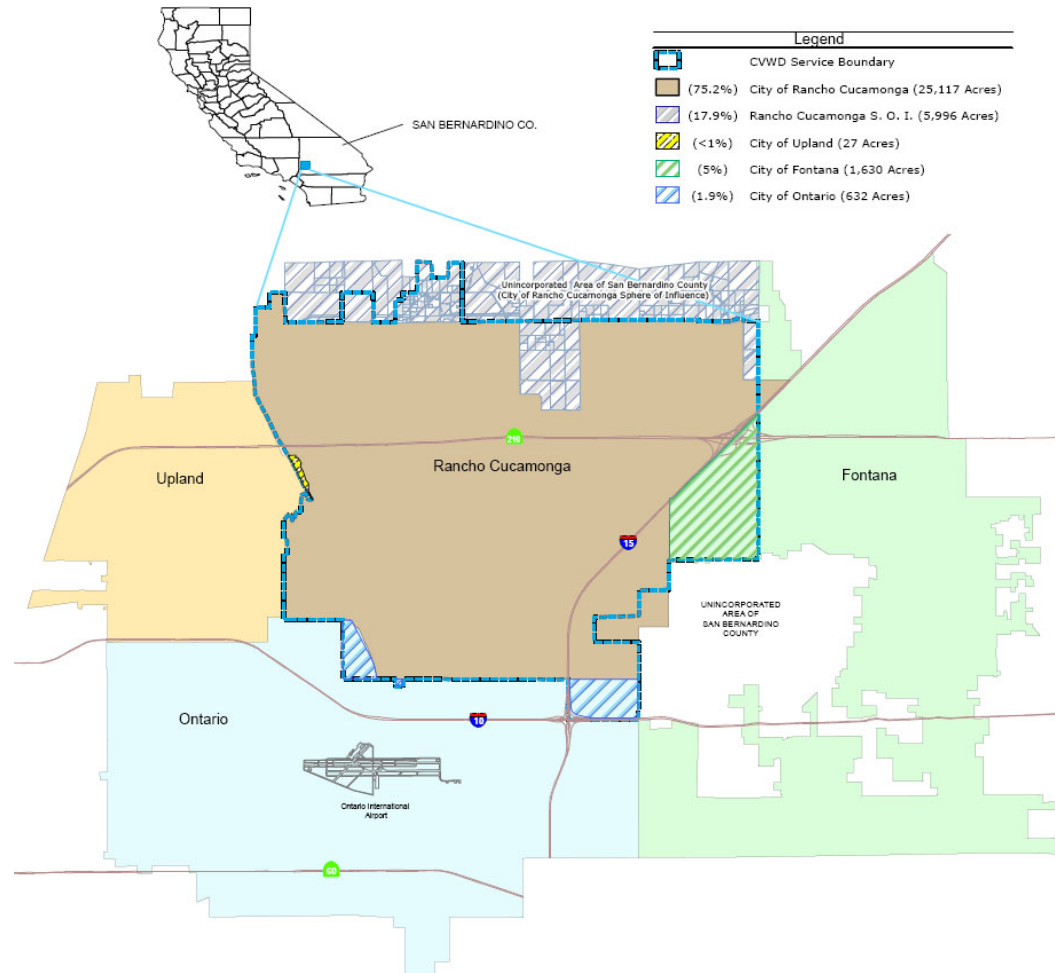 Legend
CVWD Service Boundary
(75.2%) City of Rancho Cucamonga (25,117 Acres)
(17.9%) Rancho Cucamonga S. O. I. (5,996 Acres)
(<1%) City of Upland (27 Acres)
(5%) City of Fontana (1,630 Acres)
(1.9%) City of Ontario (632 Acres)
SAN BERNARDINO CO.
Unincorporated Area of San Bernardino County
(City of Rancho Cucamonga Sphere of Influence)
210
Upland
Rancho Cucamonga
Fontana
15
UNINCORPORATED
AREA OF
SAN BERNARDINO
COUNTY
Ontario
10
Ontario International
Airport
60